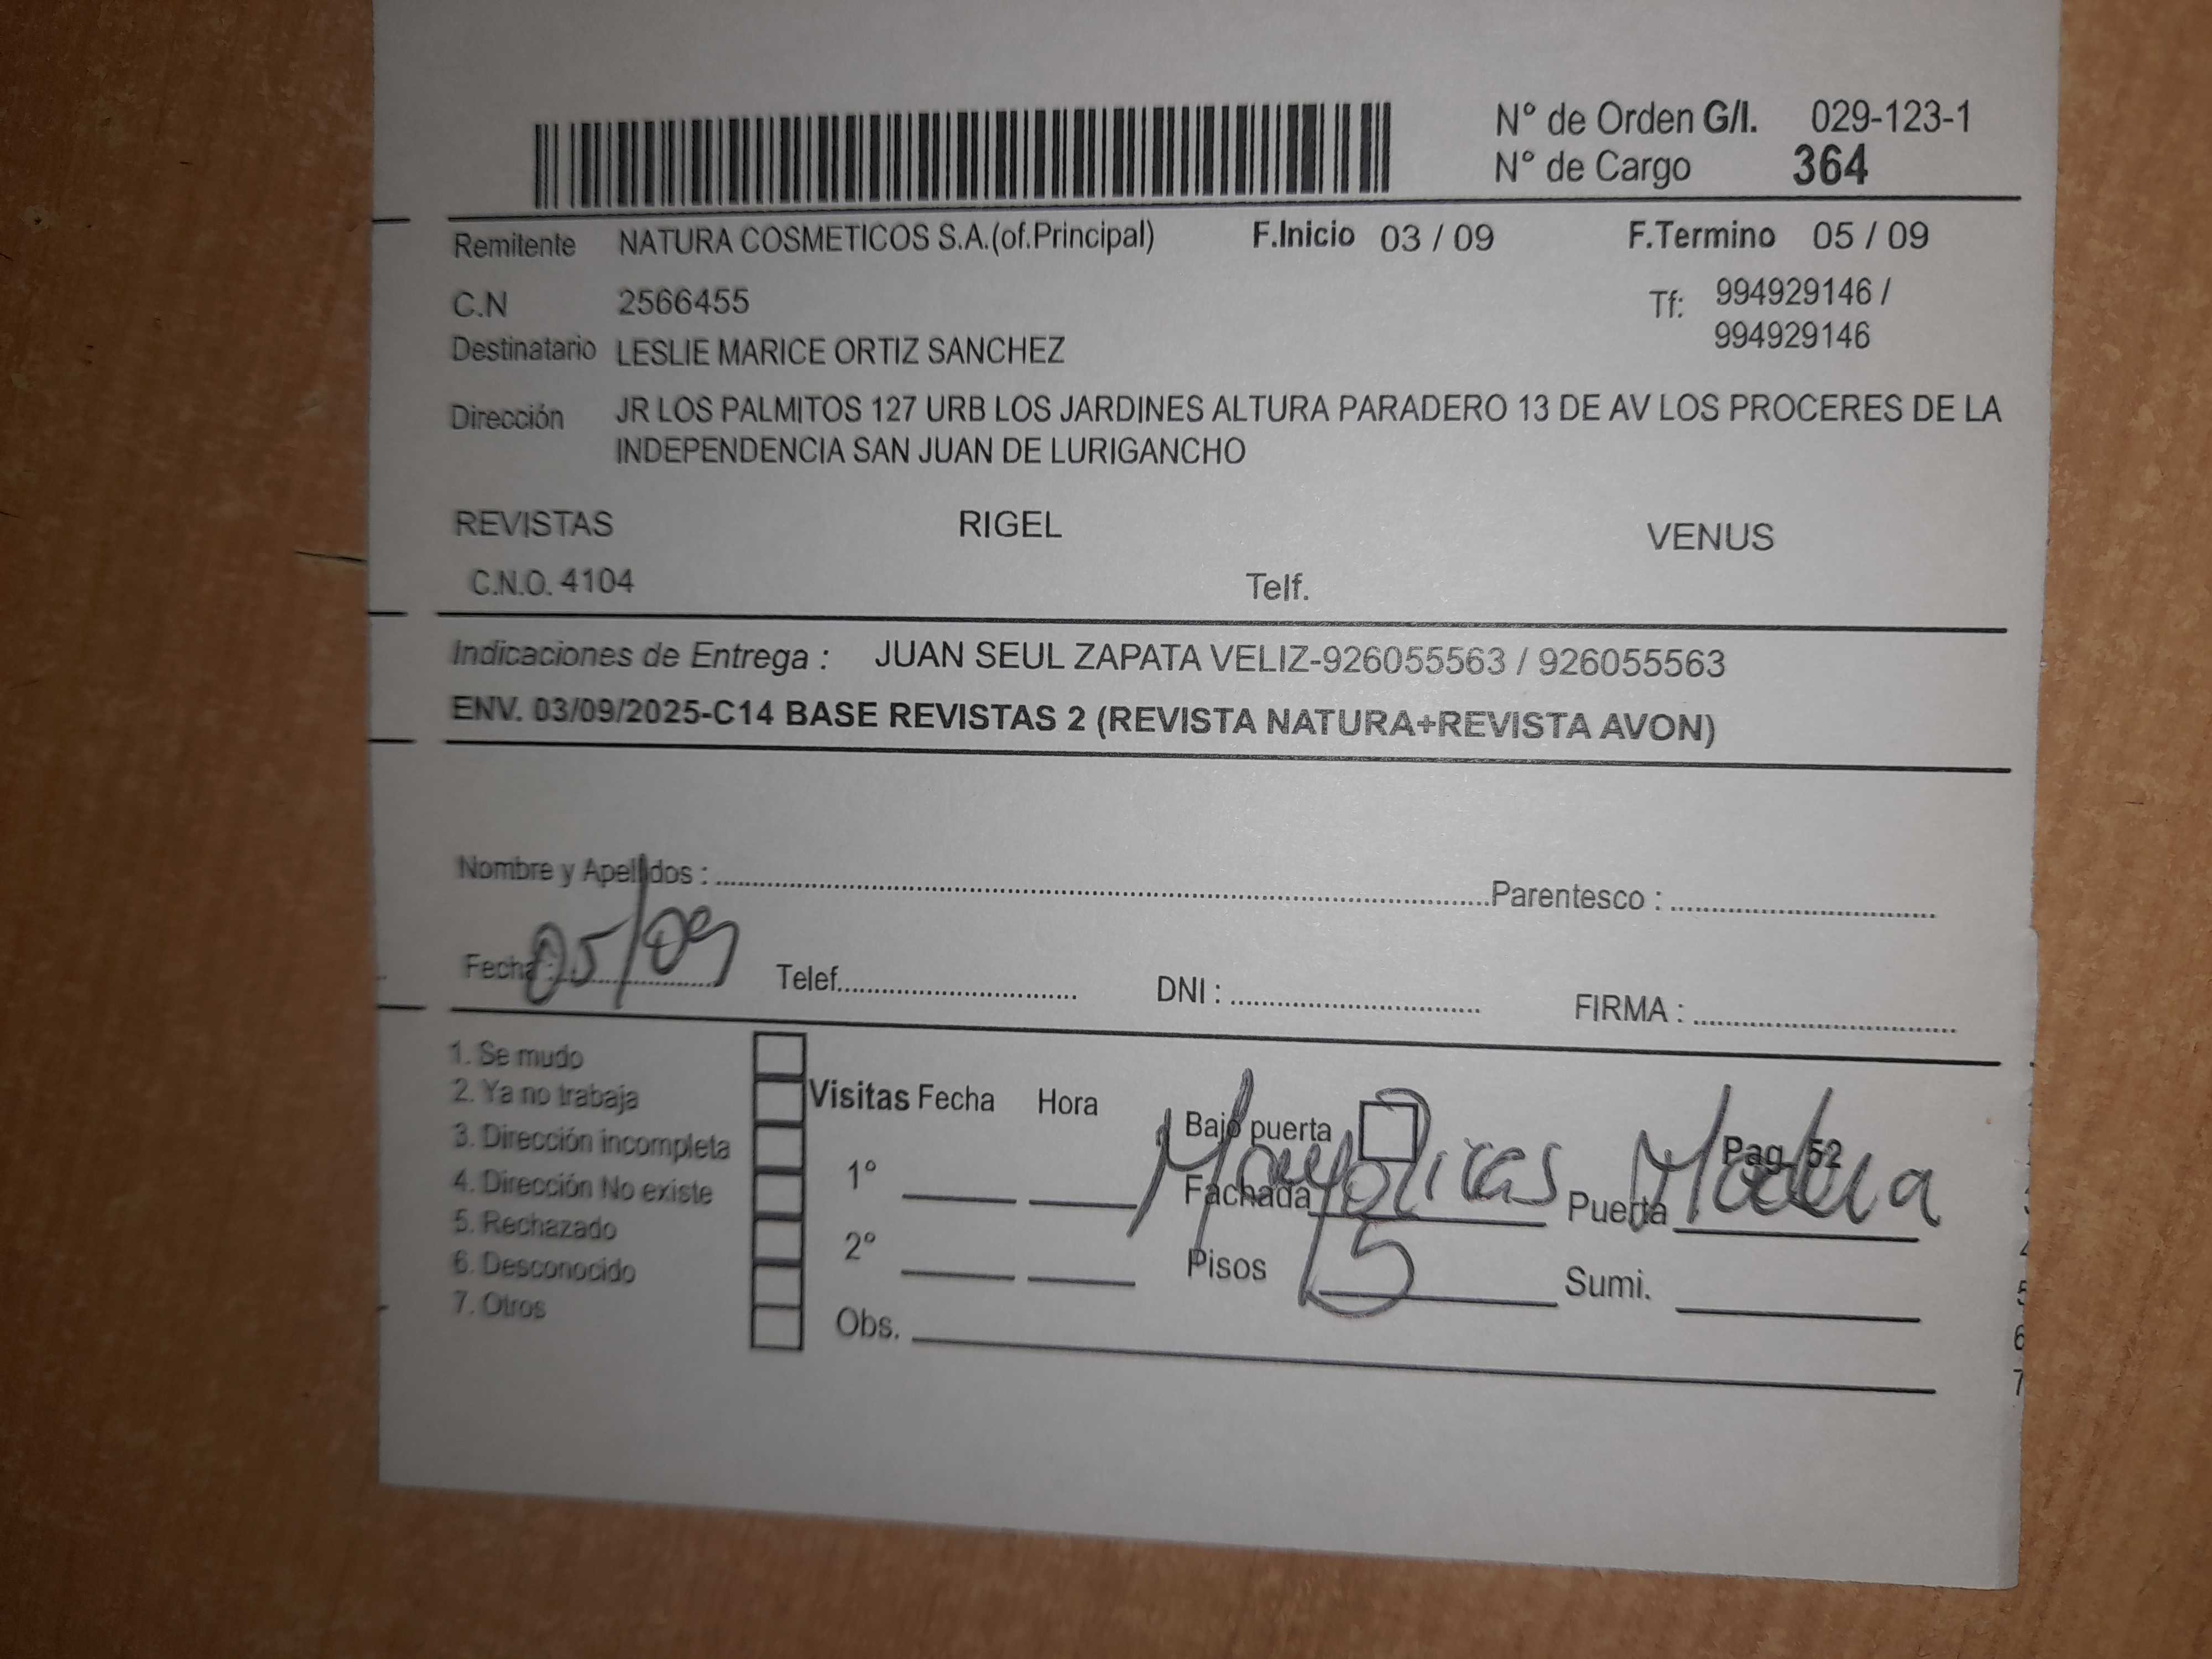 N° de Orden G/I. 029-123-1
N° de Cargo 364
Remitente NATURA COSMETICOS S.A.(of.Principal) F.Inicio 03 / 09 F.Termino 05 / 09
C.N 2566455 Tf: 994929146 / 994929146
Destinatario LESLIE MARICE ORTIZ SANCHEZ
Dirección JR LOS PALMITOS 127 URB LOS JARDINES ALTURA PARADERO 13 DE AV LOS PROCERES DE LA
INDEPENDENCIA SAN JUAN DE LURIGANCHO
REVISTAS RIGEL VENUS
C.N.O. 4104 Telf.
Indicaciones de Entrega : JUAN SEUL ZAPATA VELIZ-926055563 / 926055563
ENV. 03/09/2025-C14 BASE REVISTAS 2 (REVISTA NATURA+REVISTA AVON)
Nombre y Apellidos : Parentesco :
Fecha : 05/09 Telef. DNI : FIRMA :
1. Se mudo
2. Ya no trabaja
3. Dirección incompleta
4. Dirección No existe
5. Rechazado
6. Desconocido
7. Otros
Visitas Fecha Hora
1°
2°
Obs.
Bajo puerta
Pag. 52
Fachada Mayolicas Puerta Madera
Pisos 5 Sumi.
5
6
7